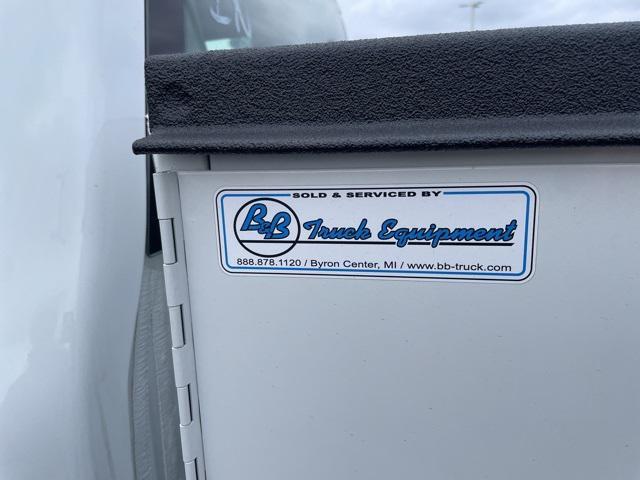 SOLD & SERVICED BY
B&B Truck Equipment
888.878.1120 / Byron Center, MI / www.bb-truck.com